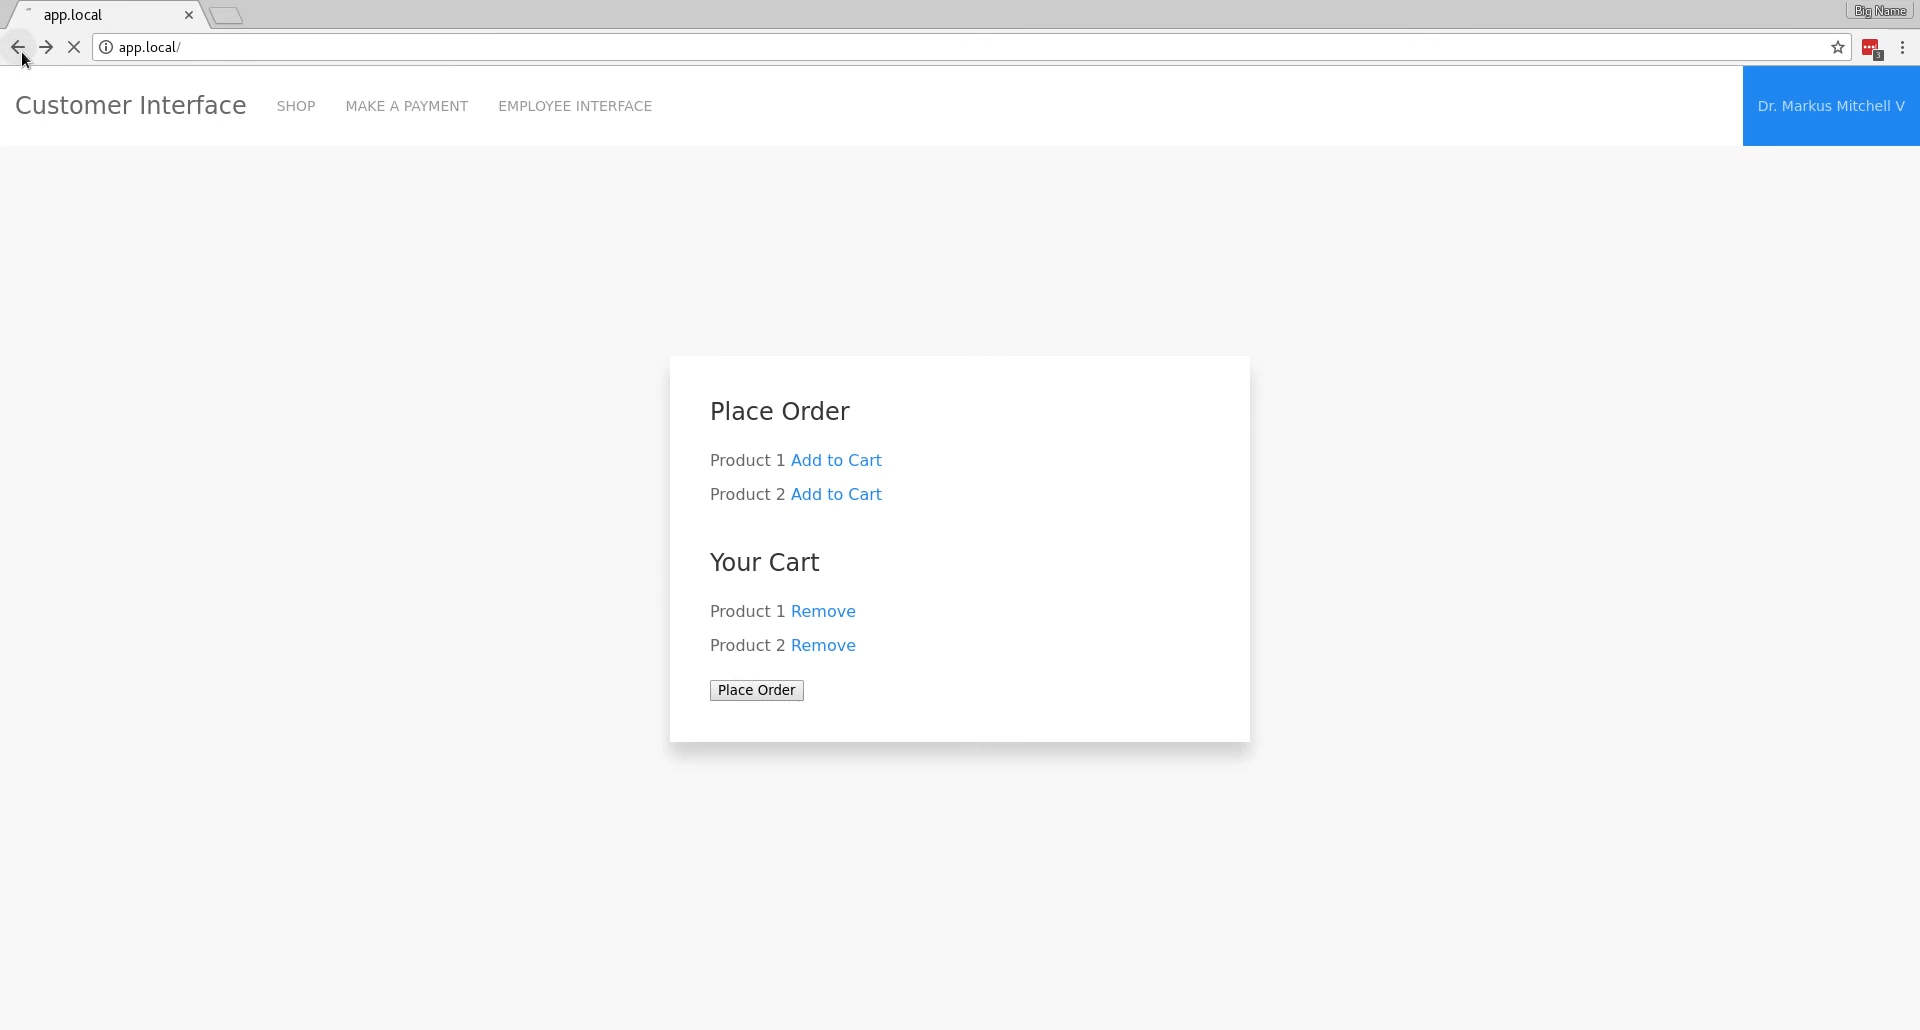 app.local
Big Name
app.local/
3
Customer Interface SHOP MAKE A PAYMENT EMPLOYEE INTERFACE Dr. Markus Mitchell V
Place Order
Product 1 Add to Cart
Product 2 Add to Cart
Your Cart
Product 1 Remove
Product 2 Remove
Place Order